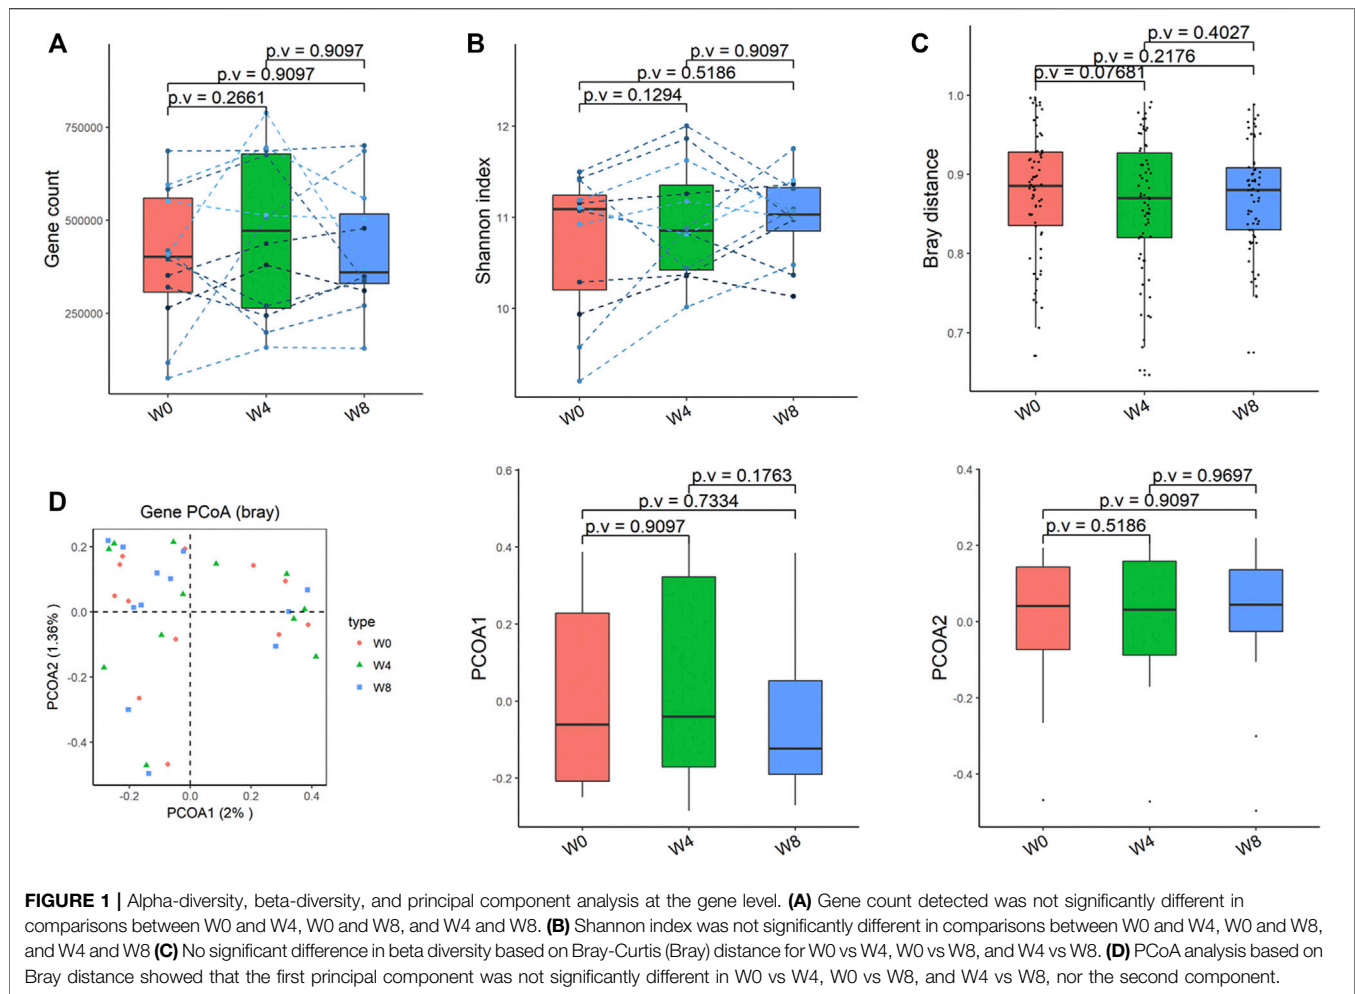 A
p.v = 0.9097
p.v = 0.9097
p.v = 0.2661
Gene count
750000
500000
250000
W0
W4
W8
B
p.v = 0.9097
p.v = 0.5186
p.v = 0.1294
Shannon index
12
11
10
W0
W4
W8
C
p.v = 0.4027
p.v = 0.2176
p.v = 0.07681
Bray distance
1.0
0.9
0.8
0.7
W0
W4
W8
D
Gene PCoA (bray)
PCOA2 (1.36% )
0.2
0.0
-0.2
-0.4
-0.2
0.0
0.2
0.4
PCOA1 (2% )
type
W0
W4
W8
p.v = 0.1763
p.v = 0.7334
p.v = 0.9097
PCOA1
0.6
0.4
0.2
0.0
-0.2
W0
W4
W8
p.v = 0.9697
p.v = 0.9097
p.v = 0.5186
PCOA2
0.4
0.2
0.0
-0.2
-0.4
W0
W4
W8
FIGURE 1 | Alpha-diversity, beta-diversity, and principal component analysis at the gene level. (A) Gene count detected was not significantly different in
comparisons between W0 and W4, W0 and W8, and W4 and W8. (B) Shannon index was not significantly different in comparisons between W0 and W4, W0 and W8,
and W4 and W8 (C) No significant difference in beta diversity based on Bray-Curtis (Bray) distance for W0 vs W4, W0 vs W8, and W4 vs W8. (D) PCoA analysis based on
Bray distance showed that the first principal component was not significantly different in W0 vs W4, W0 vs W8, and W4 vs W8, nor the second component.